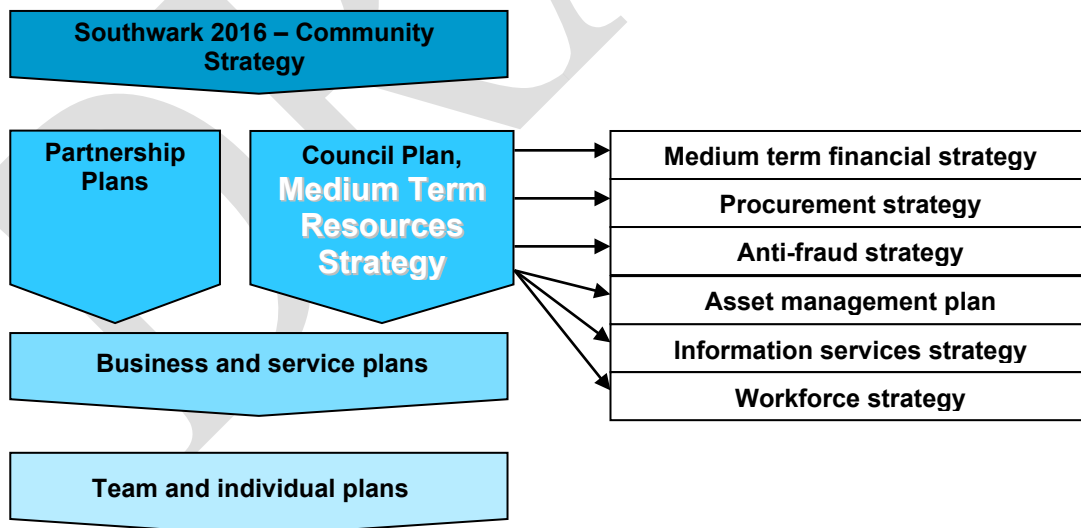 Southwark 2016 – Community
Strategy
Partnership
Plans
Council Plan,
Medium Term
Resources
Strategy
Medium term financial strategy
Procurement strategy
Anti-fraud strategy
Asset management plan
Information services strategy
Workforce strategy
Business and service plans
Team and individual plans